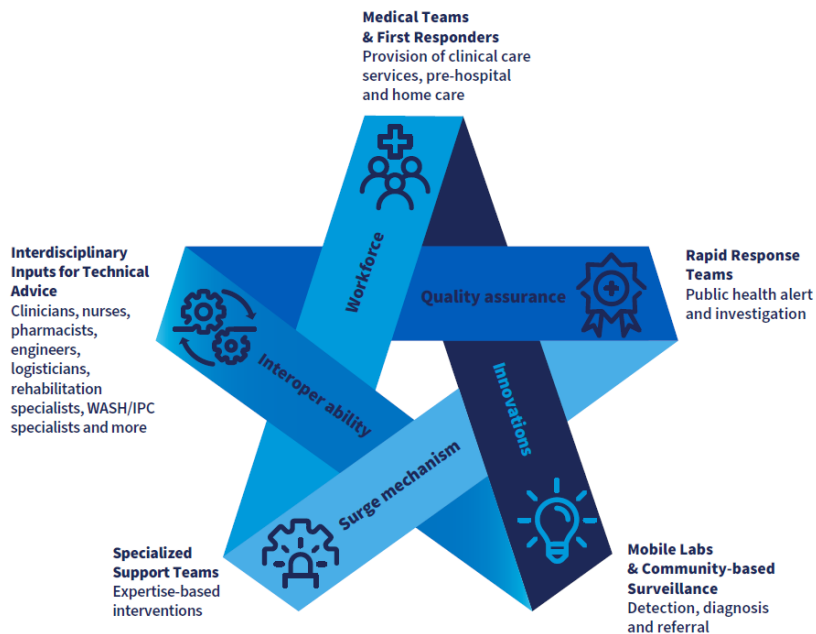 Medical Teams
& First Responders
Provision of clinical care
services, pre-hospital
and home care
Workforce
Interdisciplinary
Inputs for Technical
Advice
Clinicians, nurses,
pharmacists,
engineers,
logisticians,
rehabilitation
specialists, WASH/IPC
specialists and more
Interoper ability
Quality assurance
Rapid Response
Teams
Public health alert
and investigation
Innovations
Surge mechanism
Specialized
Support Teams
Expertise-based
interventions
Mobile Labs
& Community-based
Surveillance
Detection, diagnosis
and referral